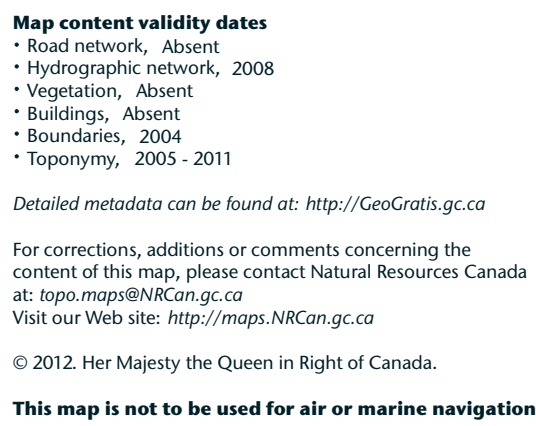 Map content validity dates
• Road network, Absent
• Hydrographic network, 2008
• Vegetation, Absent
• Buildings, Absent
• Boundaries, 2004
• Toponymy, 2005 - 2011
Detailed metadata can be found at: http://GeoGratis.gc.ca
For corrections, additions or comments concerning the
content of this map, please contact Natural Resources Canada
at: topo.maps@NRCan.gc.ca
Visit our Web site: http://maps.NRCan.gc.ca
© 2012. Her Majesty the Queen in Right of Canada.
This map is not to be used for air or marine navigation